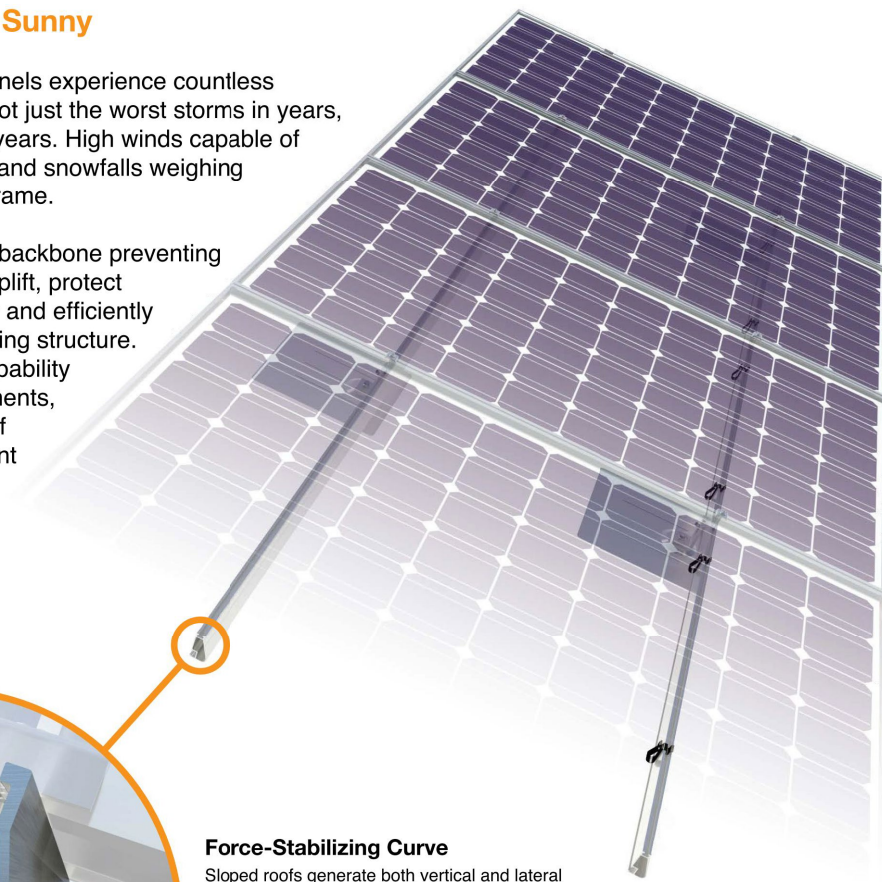 Sunny
nels experience countless
ot just the worst storms in years,
years. High winds capable of
and snowfalls weighing
rame.
backbone preventing
plift, protect
and efficiently
ing structure.
pability
nents,
f
nt
Force-Stabilizing Curve
Sloped roofs generate both vertical and lateral